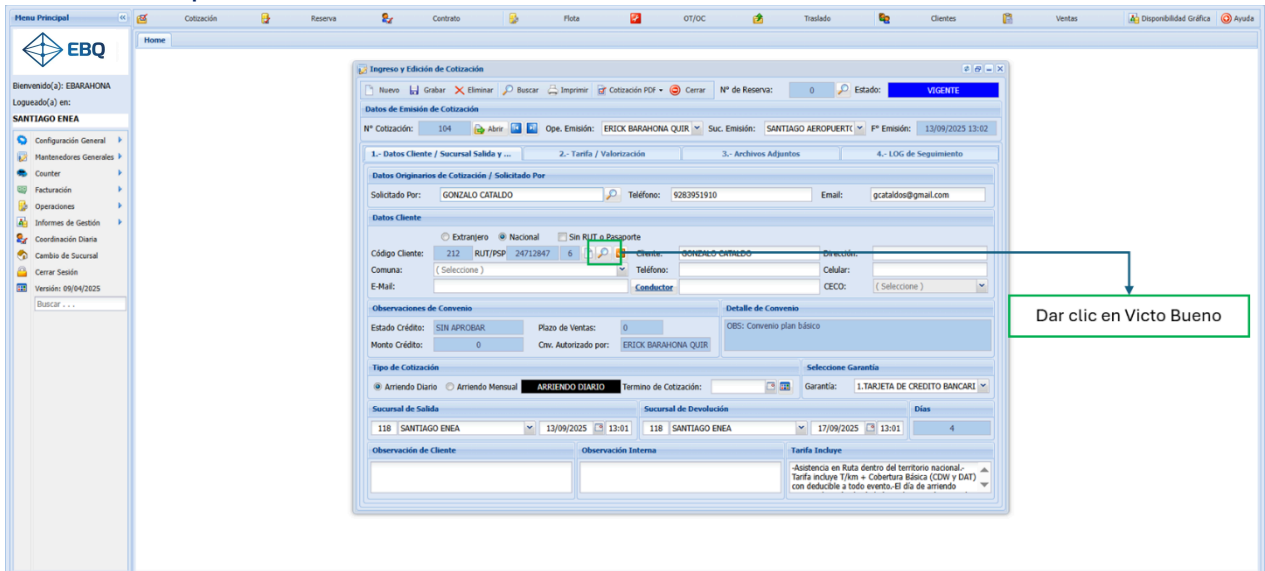 Menu Principal
Cotización
Reserva
Contrato
Flota
OT/OC
Traslado
Clientes
Ventas
Disponibilidad Gráfica
Ayuda
EBQ
Home
Bienvenido(a): EBARAHONA
Logueado(a) en:
SANTIAGO ENEA
Configuración General
Mantenedores Generales
Counter
Facturación
Operaciones
Informes de Gestión
Coordinación Diaria
Cambio de Sucursal
Cerrar Sesión
Versión: 09/04/2025
Buscar . . .
Ingreso y Edición de Cotización
Nuevo Grabar Eliminar Buscar Imprimir Cotización PDF Cerrar N° de Reserva: 0 Estado: VIGENTE
Datos de Emisión de Cotización
N° Cotización: 104 Abrir Ope. Emisión: ERICK BARAHONA QUIR Suc. Emisión: SANTIAGO AEROPUERT( F° Emisión: 13/09/2025 13:02
1.- Datos Cliente / Sucursal Salida y ... 2.- Tarifa / Valorización 3.- Archivos Adjuntos 4.- LOG de Seguimiento
Datos Originarios de Cotización / Solicitado Por
Solicitado Por: GONZALO CATALDO Teléfono: 9283951910 Email: gcataldos@gmail.com
Datos Cliente
Extranjero Nacional Sin RUT o Pasaporte
Código Cliente: 212 RUT/PSP 24712847 6 Cliente: GONZALO CATALDO Dirección:
Comuna: ( Seleccione ) Teléfono: Celular:
E-Mail: Conductor CECO: ( Seleccione )
Observaciones de Convenio Detalle de Convenio
Estado Crédito: SIN APROBAR Plazo de Ventas: 0 OBS: Convenio plan básico
Monto Crédito: 0 Cnv. Autorizado por: ERICK BARAHONA QUIR
Tipo de Cotización Seleccione Garantía
Arriendo Diario Arriendo Mensual ARRIENDO DIARIO Termino de Cotización: Garantía: 1.TARJETA DE CREDITO BANCARI
Sucursal de Salida Sucursal de Devolución Días
118 SANTIAGO ENEA 13/09/2025 13:01 118 SANTIAGO ENEA 17/09/2025 13:01 4
Observación de Cliente Observación Interna Tarifa Incluye
-Asistencia en Ruta dentro del territorio nacional.-
Tarifa incluye T/km + Cobertura Básica (CDW y DAT)
con deducible a todo evento.-El día de arriendo
Dar clic en Victo Bueno